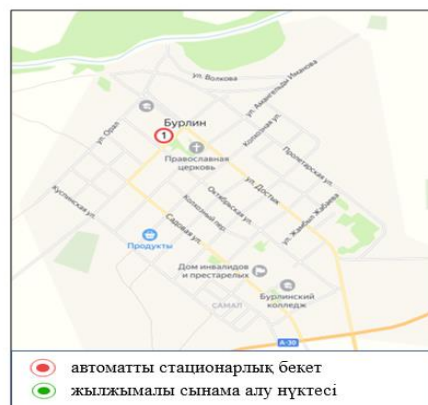 ул. Волкова
ул. Амангельды Иманова
Бурлин
ул. Орал
1
Колхозная ул.
Православная
церковь
Пролетарская ул.
ул. Достык
Куспинская ул.
Октябрьская ул.
Колхозный пер.
ул. Жамбыл Жабаева
Садовая ул.
Продукты
Дом инвалидов
и престарелых
Бурлинский
колледж
САМАЛ
А-30
автоматты стационарлық бекет
жылжымалы сынама алу нүктесі